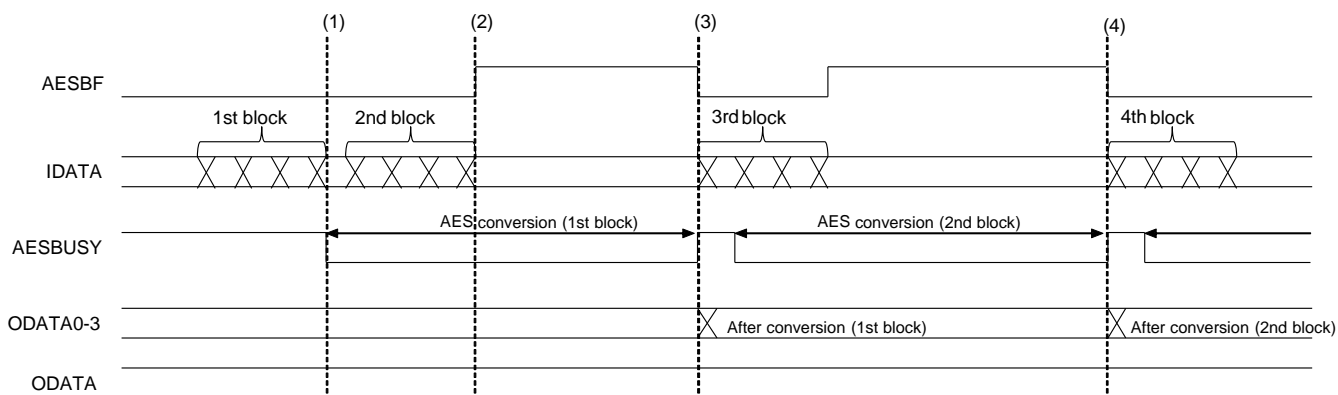 (1) (2) (3) (4)
AESBF
1st block 2nd block 3rd block 4th block
IDATA
AES conversion (1st block) AES conversion (2nd block)
AESBUSY
ODATA0-3 After conversion (1st block) After conversion (2nd block)
ODATA